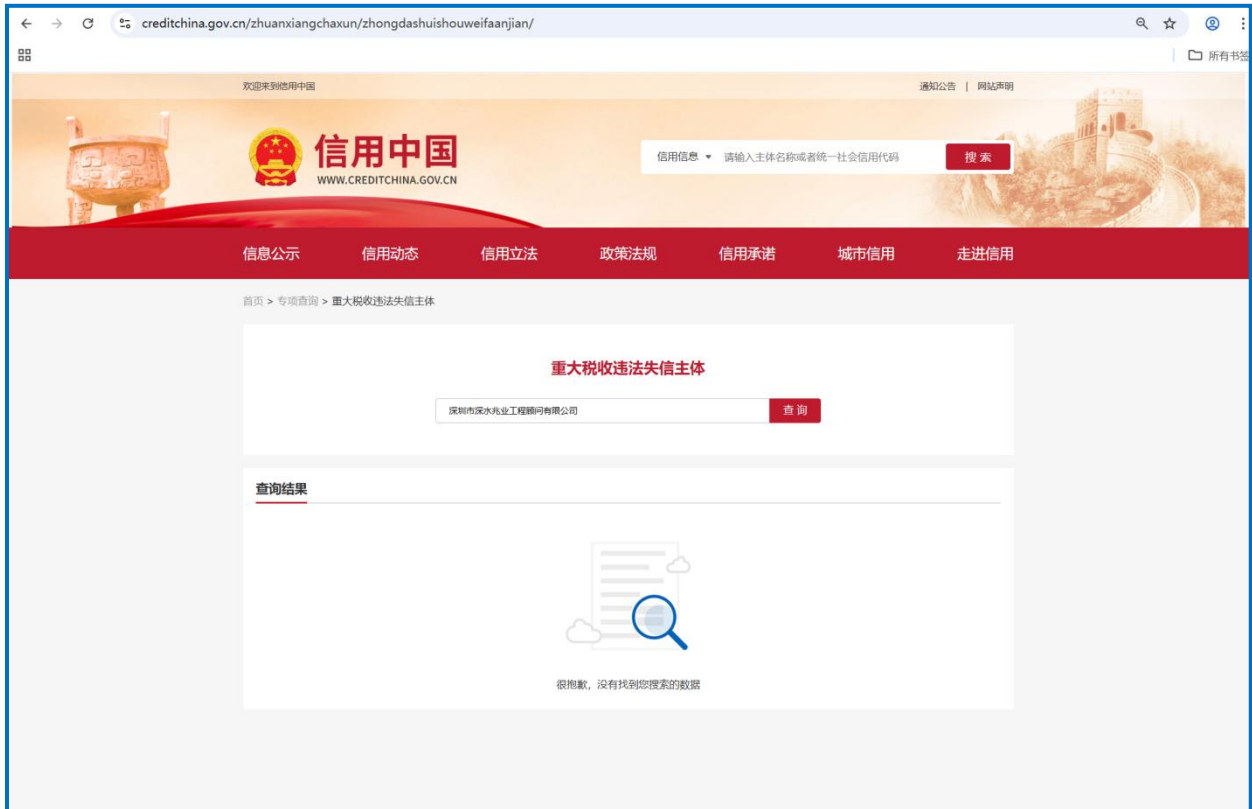 creditchina.gov.cn/zhuanxiangchaxun/zhongdashuishouweifaanjian/
所有书签
欢迎来到信用中国
通知公告 | 网站声明
信用中国
WWW.CREDITCHINA.GOV.CN
信用信息 请输入主体名称或者统一社会信用代码 搜索
信息公示 信用动态 信用立法 政策法规 信用承诺 城市信用 走进信用
首页 > 专项查询 > 重大税收违法失信主体
重大税收违法失信主体
深圳市深水兆业工程顾问有限公司 查询
查询结果
很抱歉，没有找到您搜索的数据